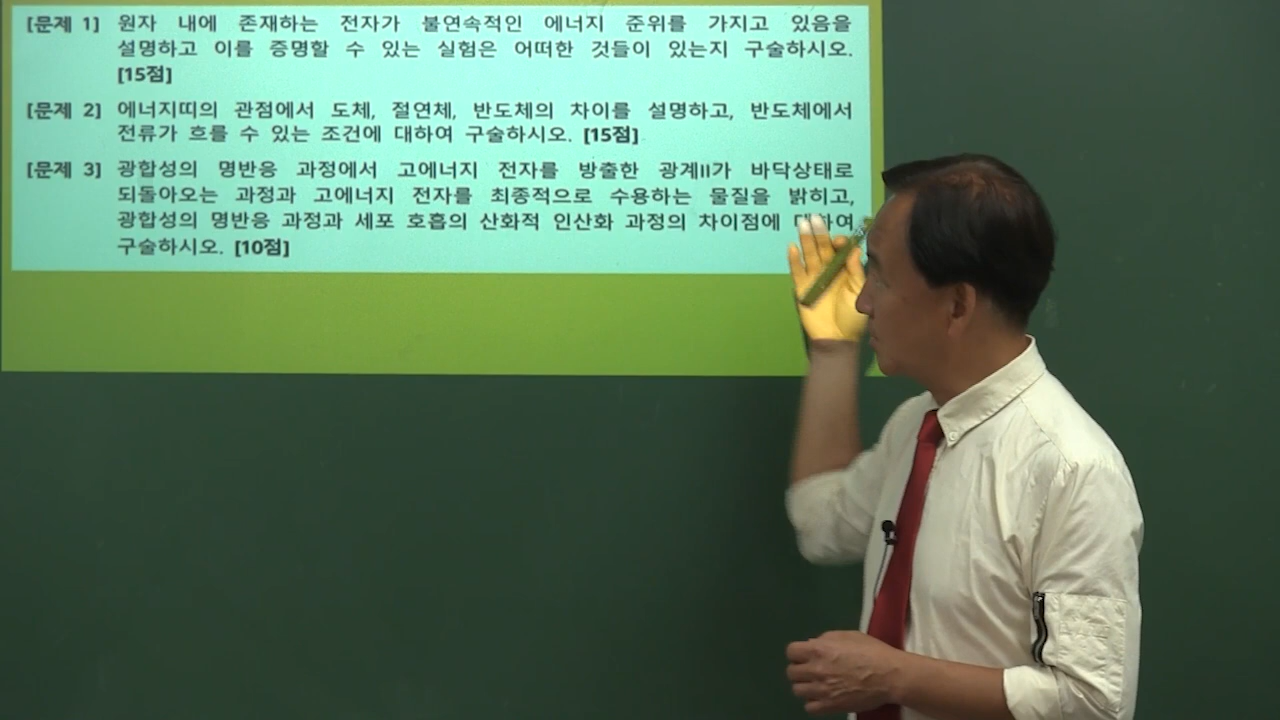 [문제 1] 원자 내에 존재하는 전자가 불연속적인 에너지 준위를 가지고 있음을
설명하고 이를 증명할 수 있는 실험은 어떠한 것들이 있는지 구술하시오.
[15점]
[문제 2] 에너지띠의 관점에서 도체, 절연체, 반도체의 차이를 설명하고, 반도체에서
전류가 흐를 수 있는 조건에 대하여 구술하시오. [15점]
[문제 3] 광합성의 명반응 과정에서 고에너지 전자를 방출한 광계II가 바닥상태로
되돌아오는 과정과 고에너지 전자를 최종적으로 수용하는 물질을 밝히고,
광합성의 명반응 과정과 세포 호흡의 산화적 인산화 과정의 차이점에 대하여
구술하시오. [10점]